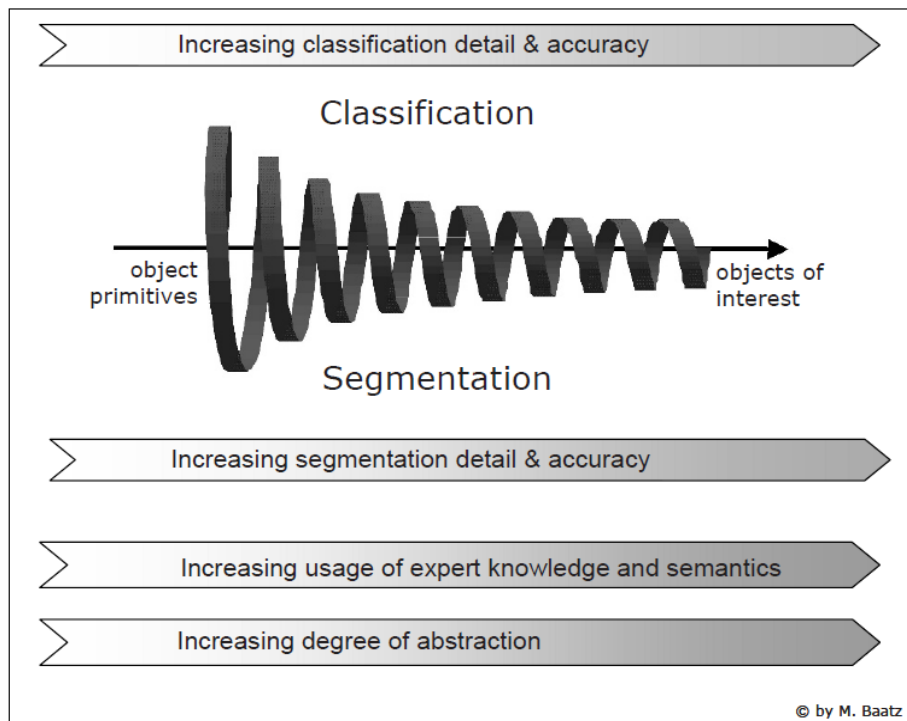 Increasing classification detail & accuracy
Classification
object
primitives
objects of
interest
Segmentation
Increasing segmentation detail & accuracy
Increasing usage of expert knowledge and semantics
Increasing degree of abstraction
© by M. Baatz